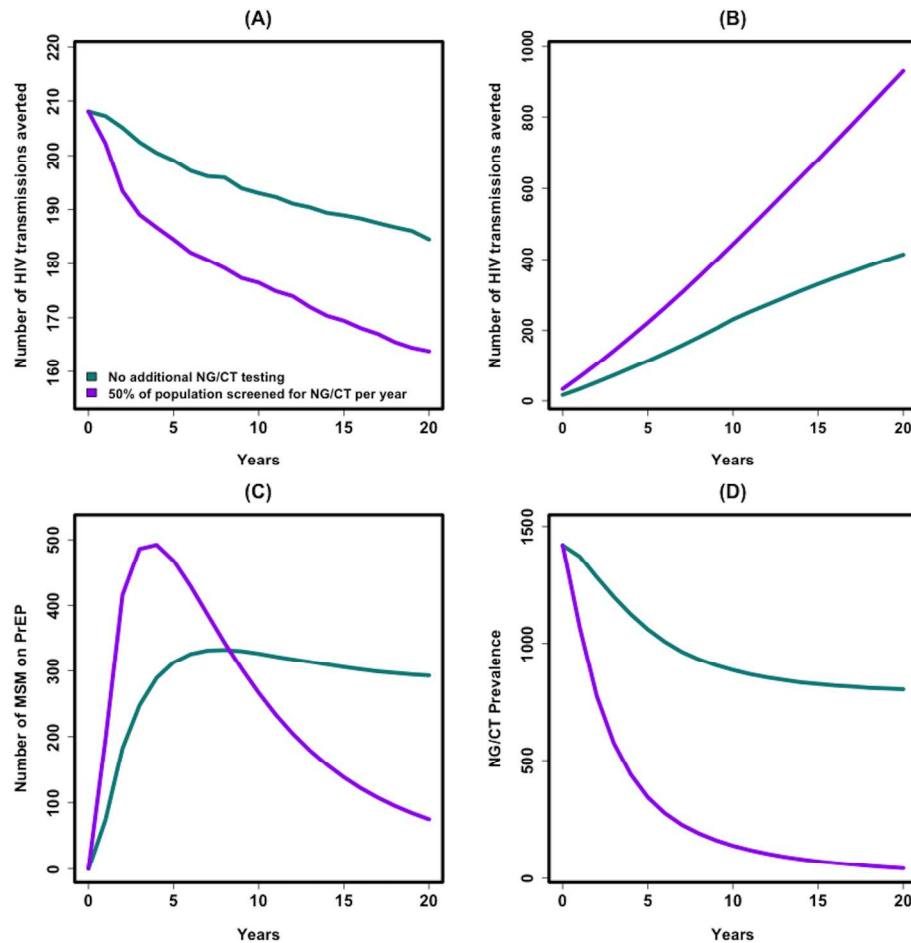 (A)
Number of HIV transmissions averted
220
210
200
190
180
170
160
No additional NG/CT testing
50% of population screened for NG/CT per year
0 5 10 15 20
Years
(B)
Number of HIV transmissions averted
1000
800
600
400
200
0
0 5 10 15 20
Years
(C)
Number of MSM on PrEP
500
400
300
200
100
0
0 5 10 15 20
Years
(D)
NG/CT Prevalence
1500
1000
500
0
0 5 10 15 20
Years